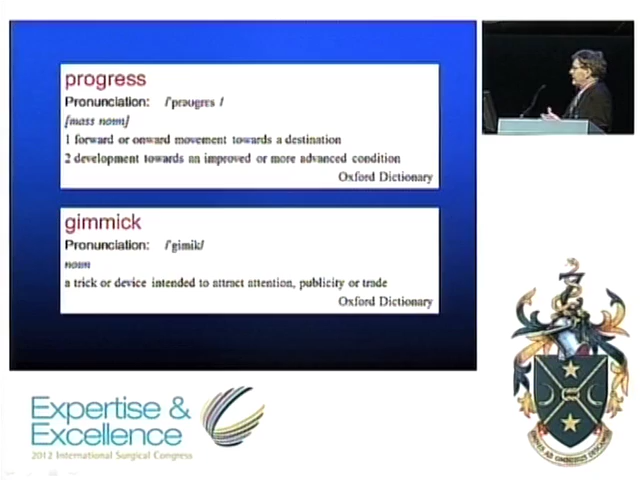 progress
Pronunciation: /ˈprəʊgrɛs /
[mass noun]
1 forward or onward movement towards a destination
2 development towards an improved or more advanced condition
Oxford Dictionary
gimmick
Pronunciation: /ˈgɪmɪk/
noun
a trick or device intended to attract attention, publicity or trade
Oxford Dictionary
Expertise &
Excellence
2012 International Surgical Congress